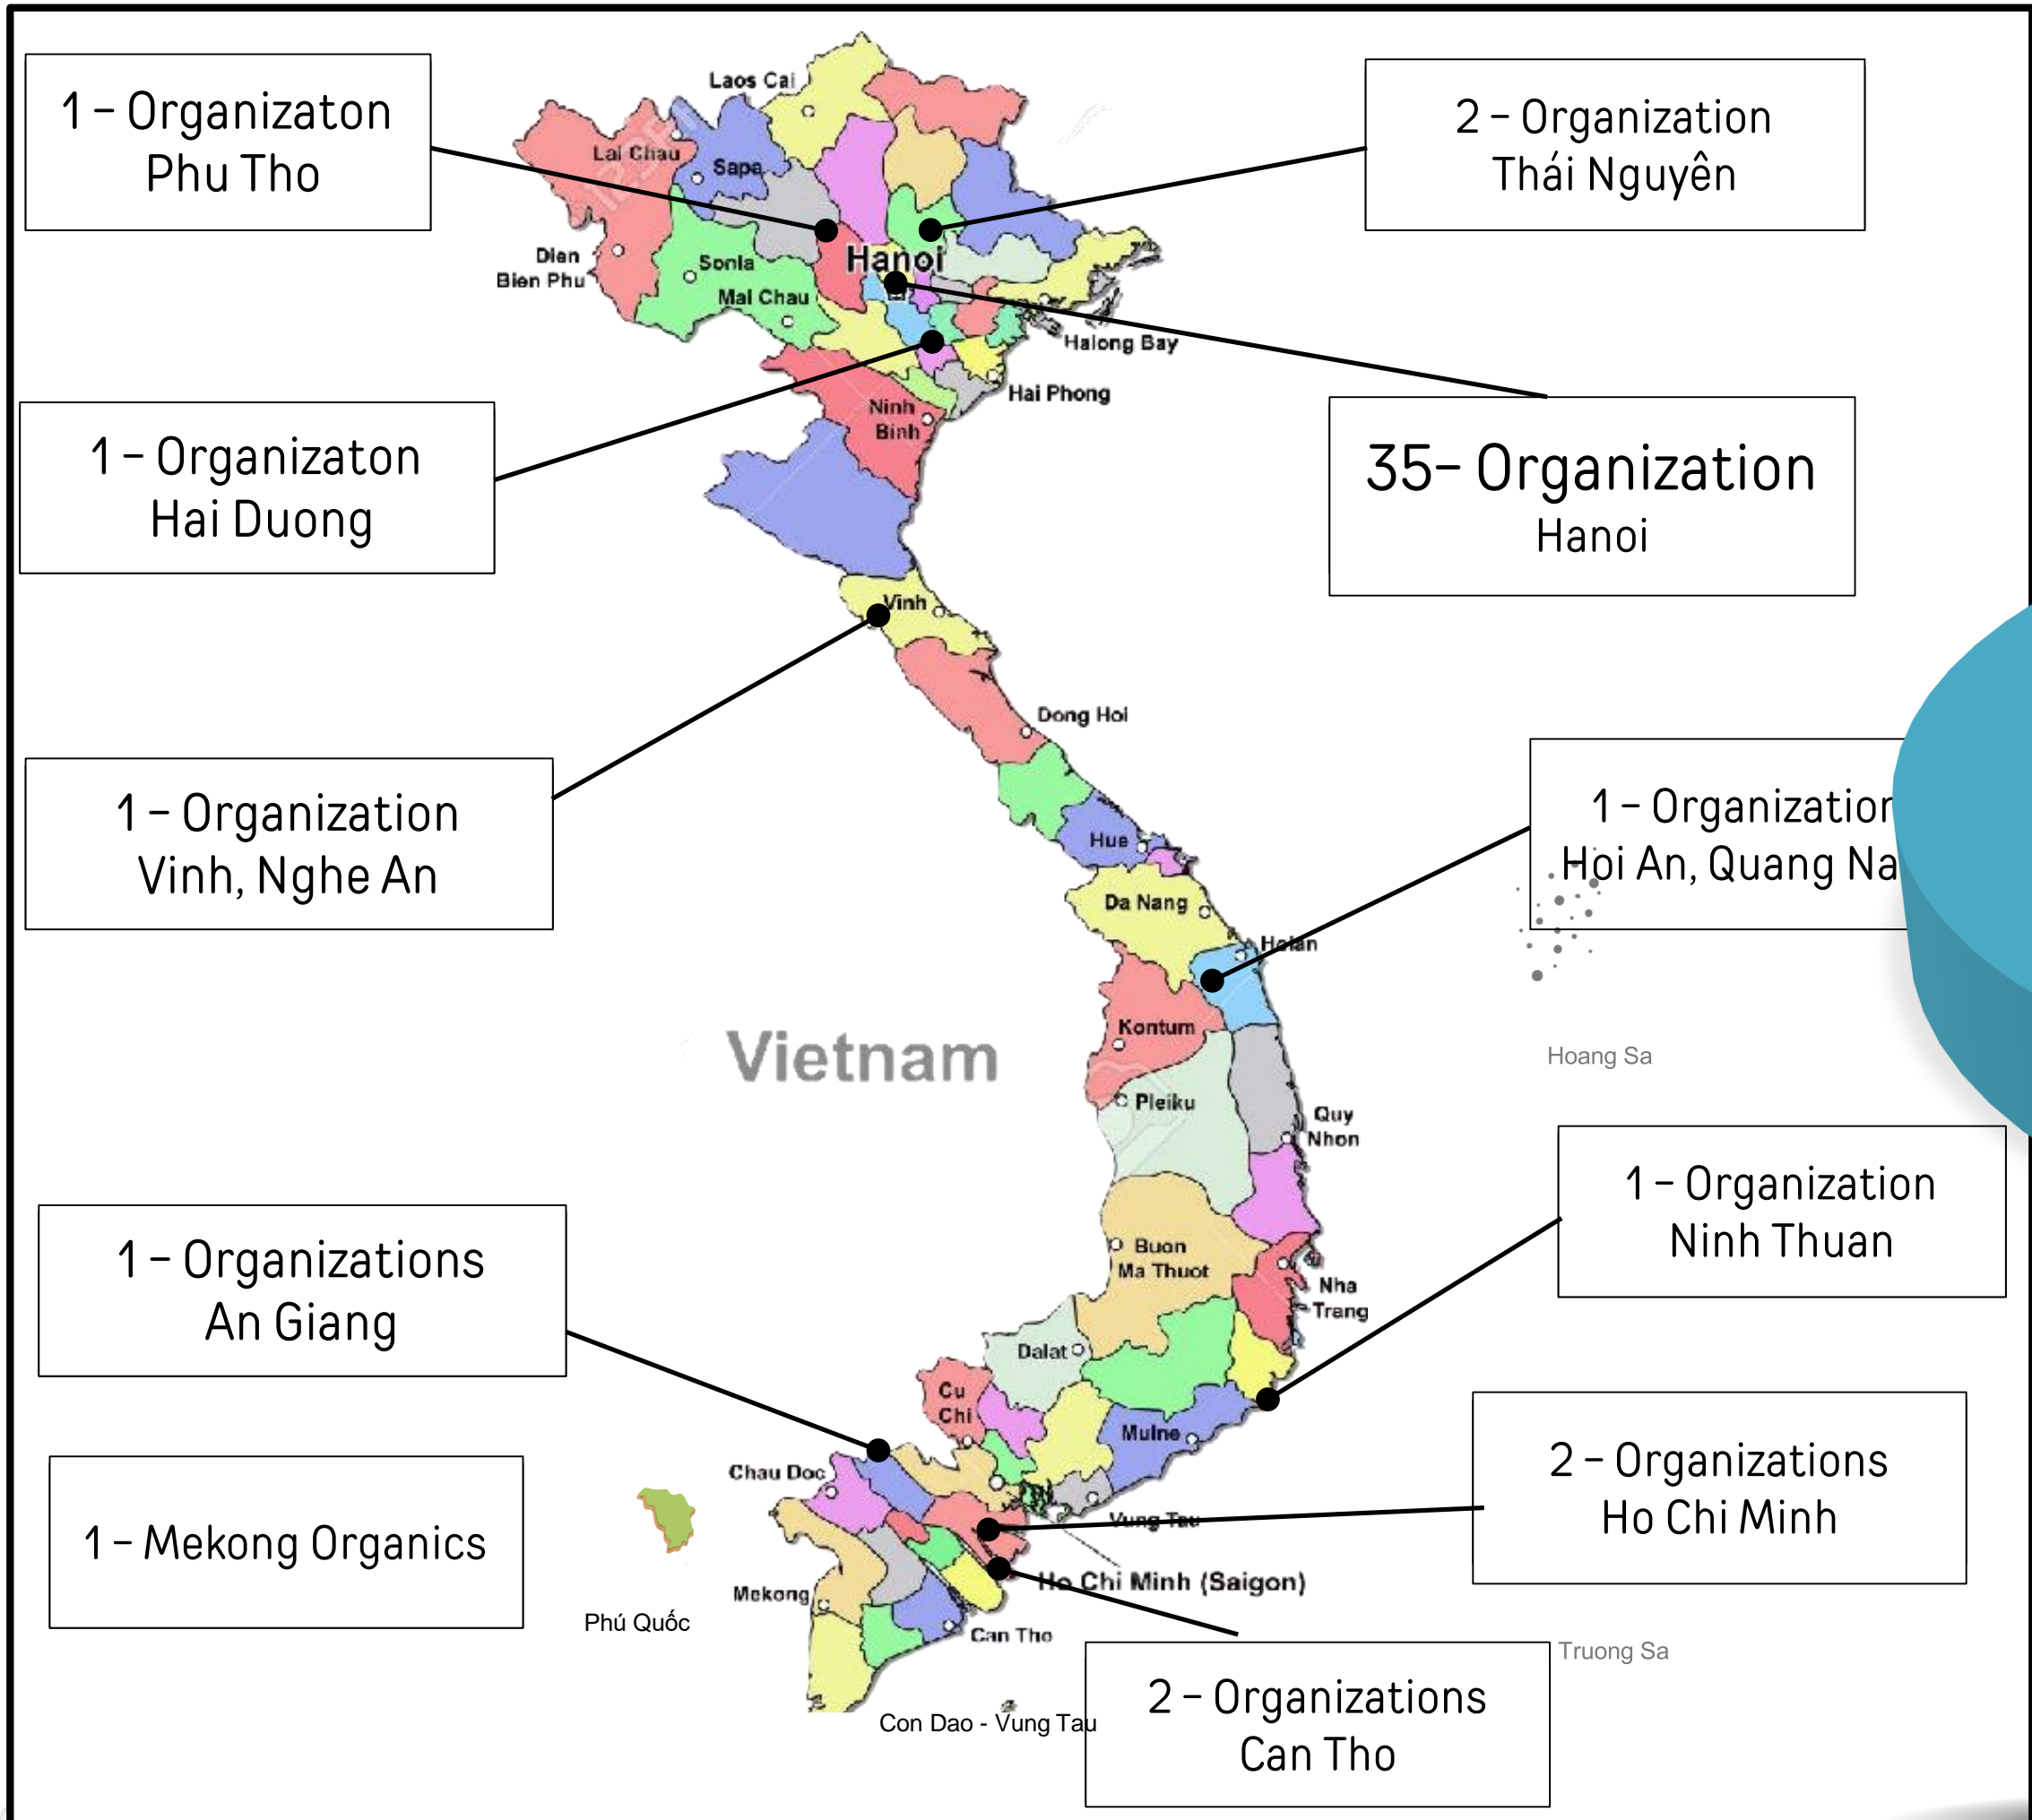 1 – Organizaton
Phu Tho
2 – Organization
Thái Nguyên
1 – Organizaton
Hai Duong
35– Organization
Hanoi
1 – Organization
Vinh, Nghe An
1 – Organization
Hoi An, Quang Na
1 – Organizations
An Giang
1 – Organization
Ninh Thuan
1 – Mekong Organics
2 – Organizations
Ho Chi Minh
2 – Organizations
Can Tho
Laos Cai
Lai Chau
Sapa
Dien
Bien Phu
Sonla
Mai Chau
Hanoi
Halong Bay
Hai Phong
Ninh
Binh
Vinh
Dong Hoi
Hue
Da Nang
Hoian
Kontum
Vietnam
Hoang Sa
Pleiku
Quy
Nhon
Buon
Ma Thuot
Nha
Trang
Dalat
Cu
Chi
Muine
Chau Doc
Vung Tau
Ho Chi Minh (Saigon)
Mekong
Phú Quốc
Can Tho
Truong Sa
Con Dao - Vung Tau